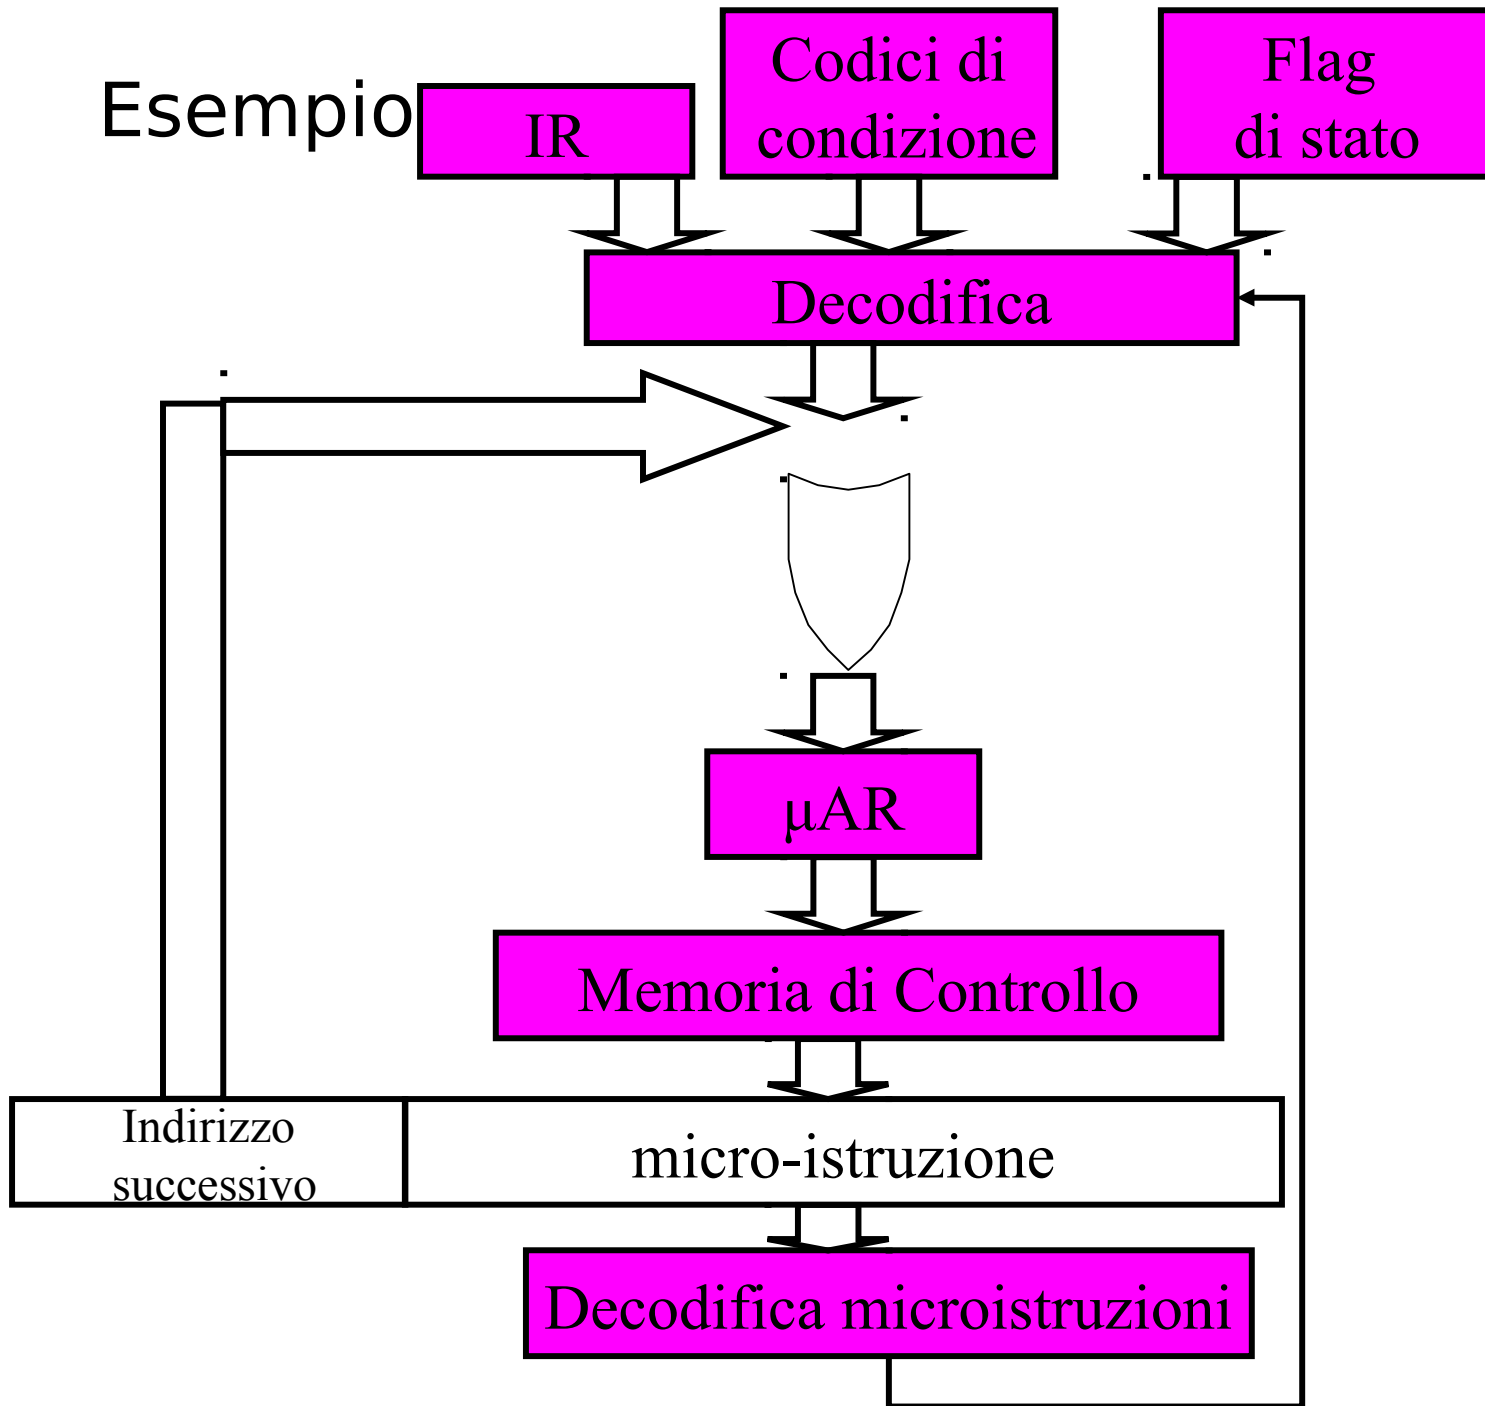 Esempio
IR
Codici di
condizione
Flag
di stato
Decodifica
μAR
Memoria di Controllo
Indirizzo
successivo
micro-istruzione
Decodifica microistruzioni